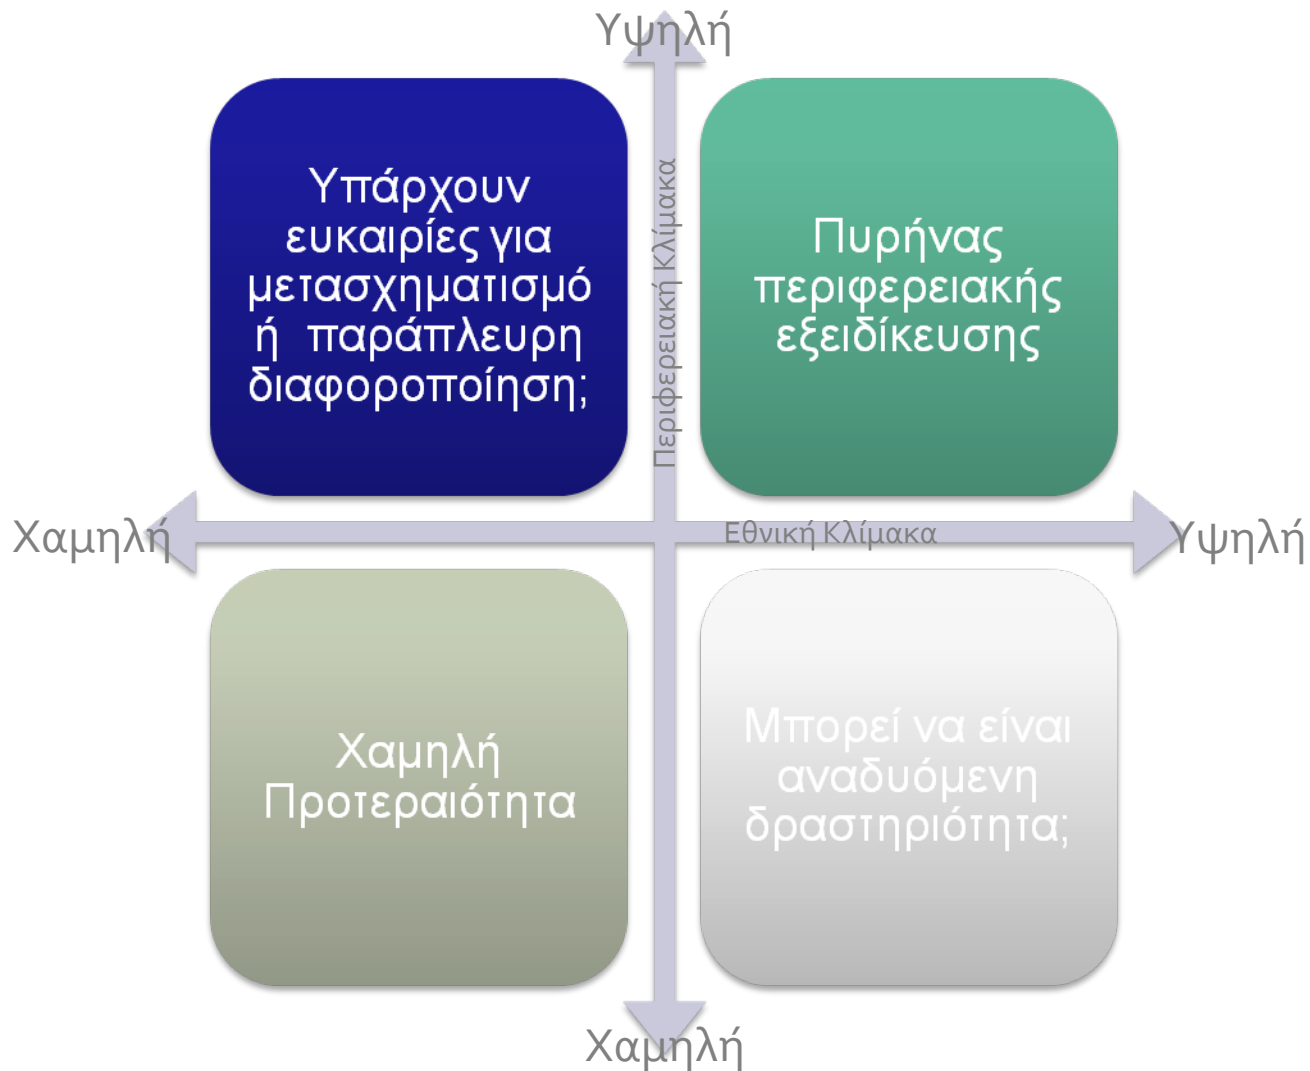 Υψηλή
Υπάρχουν
ευκαιρίες για
μετασχηματισμό
ή παράπλευρη
διαφοροποίηση;
Περιφερειακή Κλίμακα
Πυρήνας
περιφερειακής
εξειδίκευσης
Χαμηλή
Εθνική Κλίμακα
Υψηλή
Χαμηλή
Προτεραιότητα
Μπορεί να είναι
αναδυόμενη
δραστηριότητα;
Χαμηλή